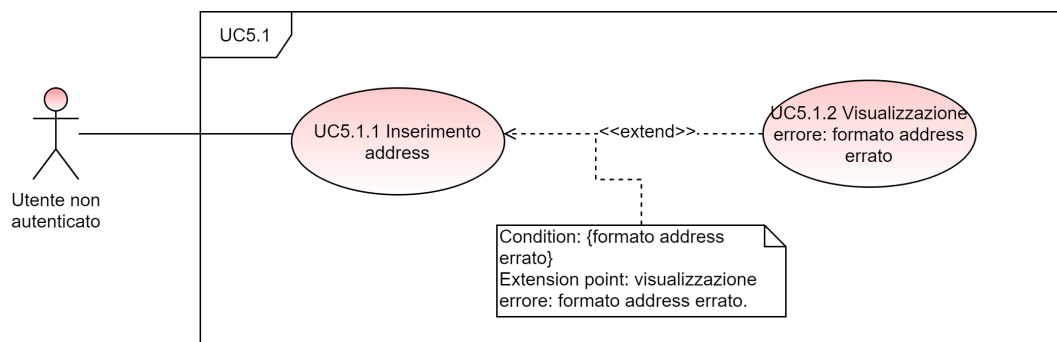 UC5.1
Utente non
autenticato
UC5.1.1 Inserimento
address
<<extend>>
UC5.1.2 Visualizzazione
errore: formato address
errato
Condition: {formato address
errato}
Extension point: visualizzazione
errore: formato address errato.